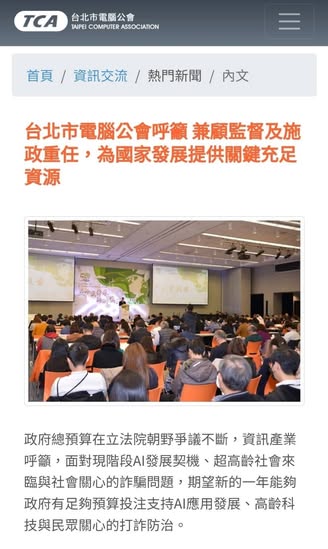 TCA 台北市電腦公會
TAIPEI COMPUTER ASSOCIATION
首頁 / 資訊交流 / 熱門新聞 / 內文
台北市電腦公會呼籲 兼顧監督及施
政重任，為國家發展提供關鍵充足
資源
政府總預算在立法院朝野爭議不斷，資訊產業
呼籲，面對現階段AI發展契機、超高齡社會來
臨與社會關心的詐騙問題，期望新的一年能夠
政府有足夠預算投注支持AI應用發展、高齡科
技與民眾關心的打詐防治。